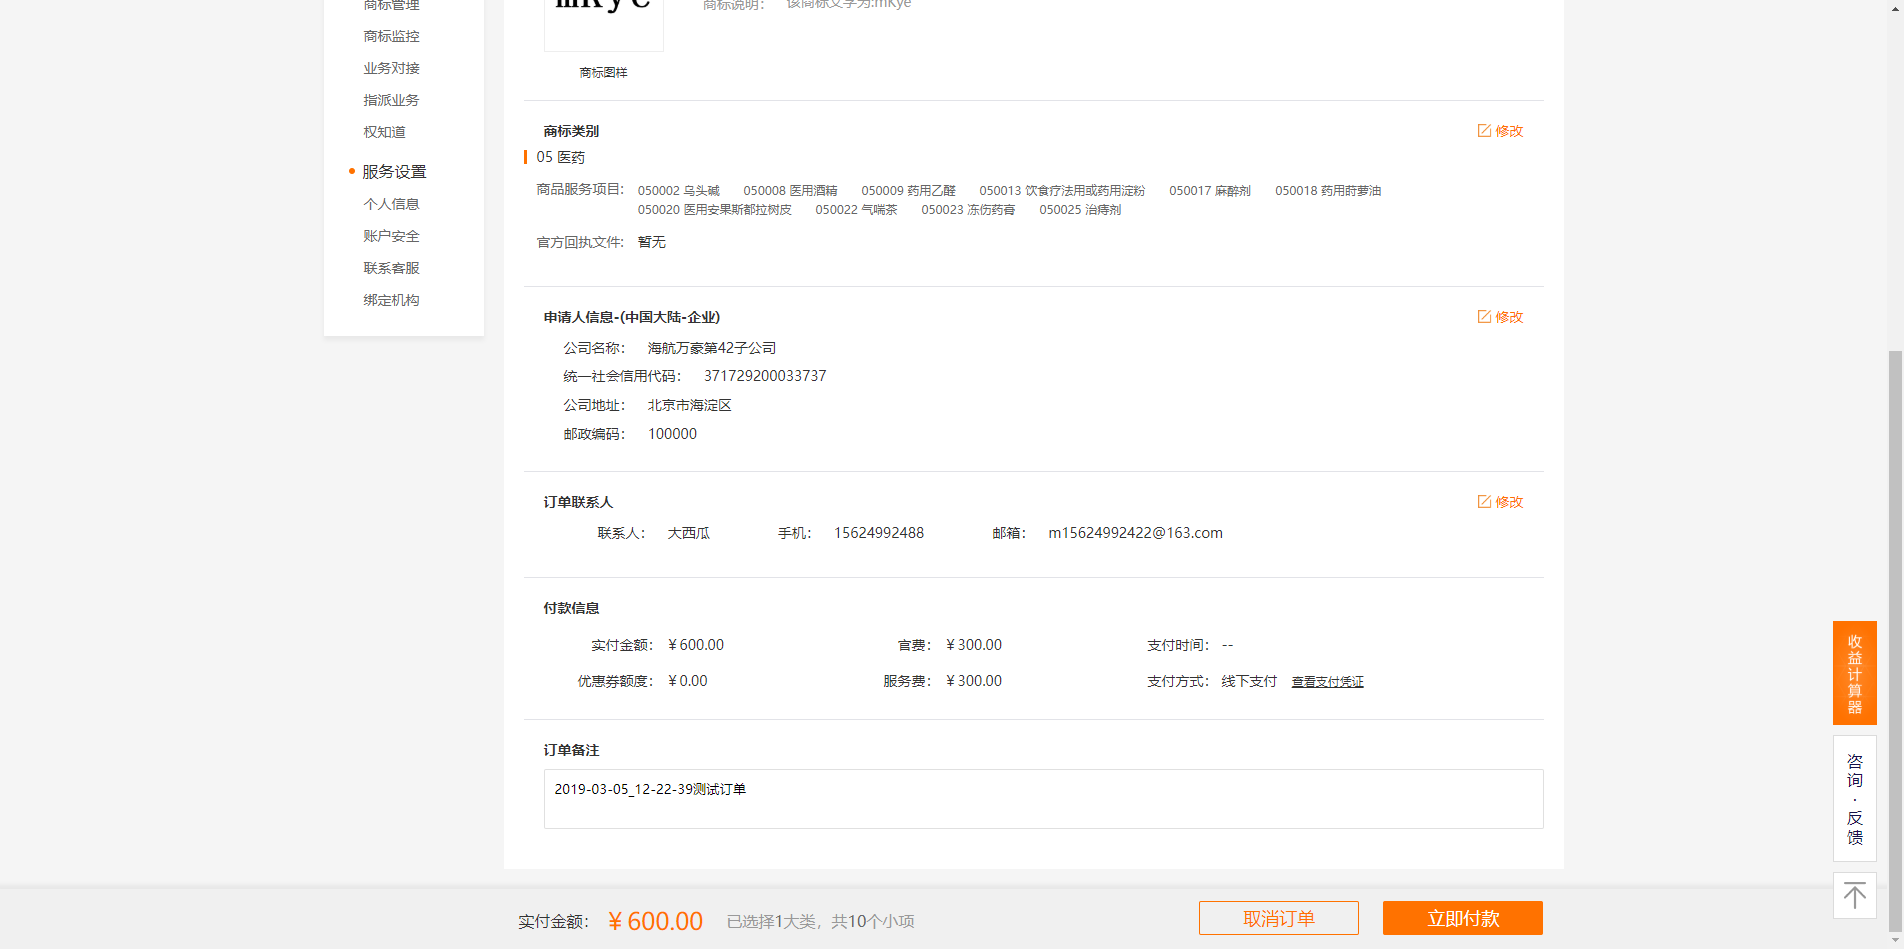 商标管理
商标监控
业务对接
指派业务
权知道
服务设置
个人信息
账户安全
联系客服
绑定机构
mkye
商标说明： 该商标文字为:mKye
商标图样
商标类别 修改
05 医药
商品服务项目: 050002 乌头碱 050008 医用酒精 050009 药用乙醛 050013 饮食疗法用或药用淀粉 050017 麻醉剂 050018 药用莳萝油
050020 医用安果斯都拉树皮 050022 气喘茶 050023 冻伤药膏 050025 治痔剂
官方回执文件: 暂无
申请人信息-(中国大陆-企业) 修改
公司名称： 海航万豪第42子公司
统一社会信用代码： 371729200033737
公司地址： 北京市海淀区
邮政编码： 100000
订单联系人 修改
联系人： 大西瓜 手机： 15624992488 邮箱： m15624992422@163.com
付款信息
实付金额： ¥600.00 官费： ¥300.00 支付时间： --
优惠券额度： ¥0.00 服务费： ¥300.00 支付方式： 线下支付 查看支付凭证
订单备注
2019-03-05_12-22-39测试订单
实付金额： ¥600.00 已选择1大类，共10个小项 取消订单 立即付款
收益计算器
咨询·反馈